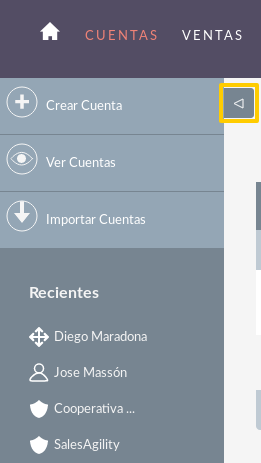 CUENTAS VENTAS
Crear Cuenta
Ver Cuentas
Importar Cuentas
Recientes
Diego Maradona
Jose Massón
Cooperativa ...
SalesAgility